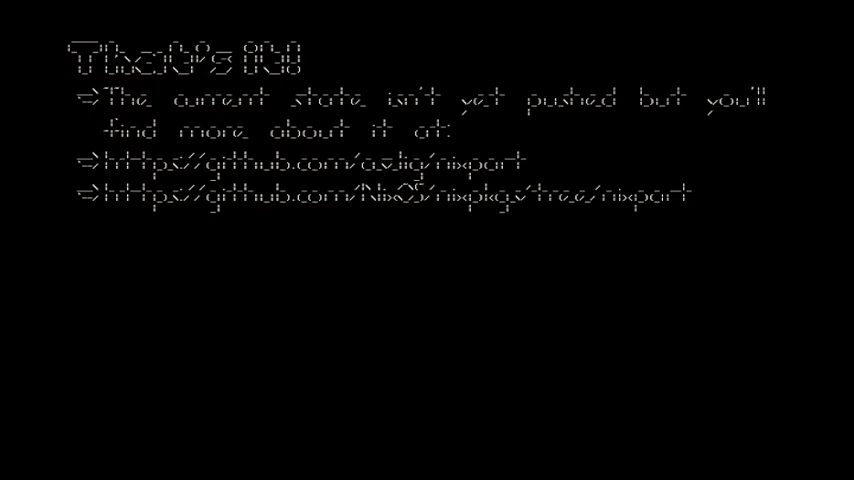 That's it!
=>The current state isn't yet pushed but you'll
find more about it at:
=>https://github.com/aszlig/nixpart
=>https://github.com/NixOS/nixpkgs/tree/nixpart